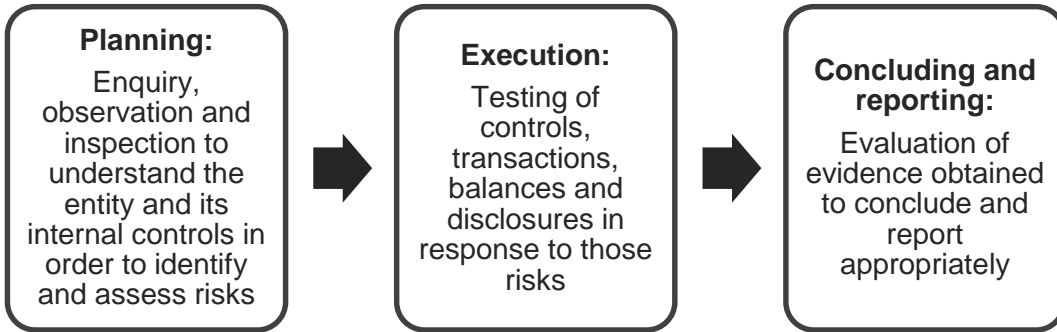 Planning:
Enquiry,
observation and
inspection to
understand the
entity and its
internal controls in
order to identify
and assess risks
Execution:
Testing of
controls,
transactions,
balances and
disclosures in
response to those
risks
Concluding and
reporting:
Evaluation of
evidence obtained
to conclude and
report
appropriately